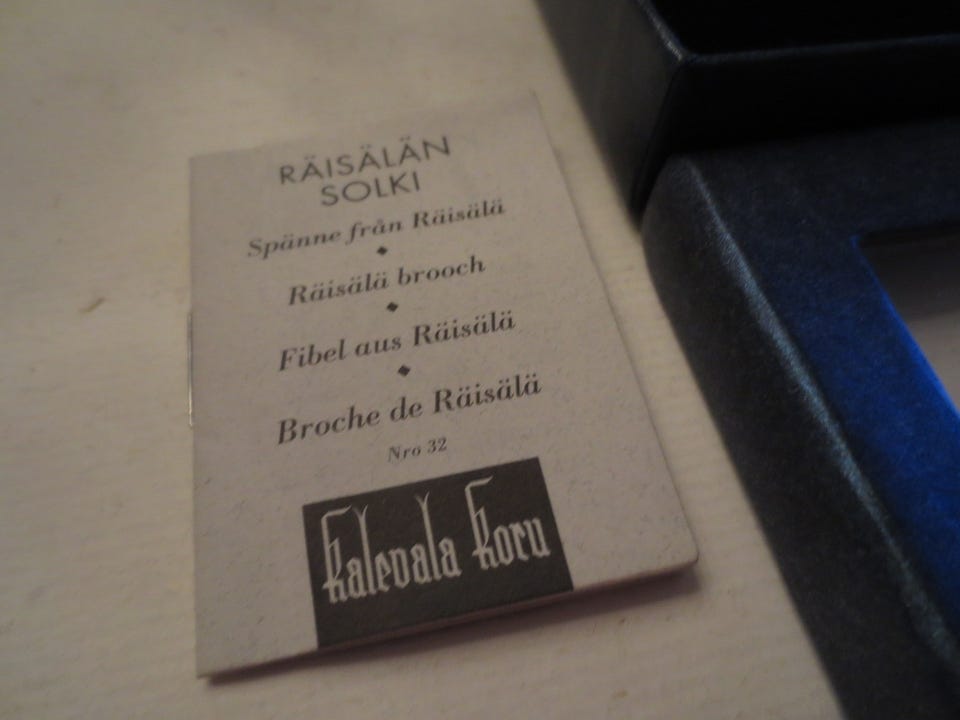 RÄISÄLÄN
SOLKI
Spänne från Räisälä
Räisälä brooch
Fibel aus Räisälä
Broche de Räisälä
Nro 32
Kalevala Koru